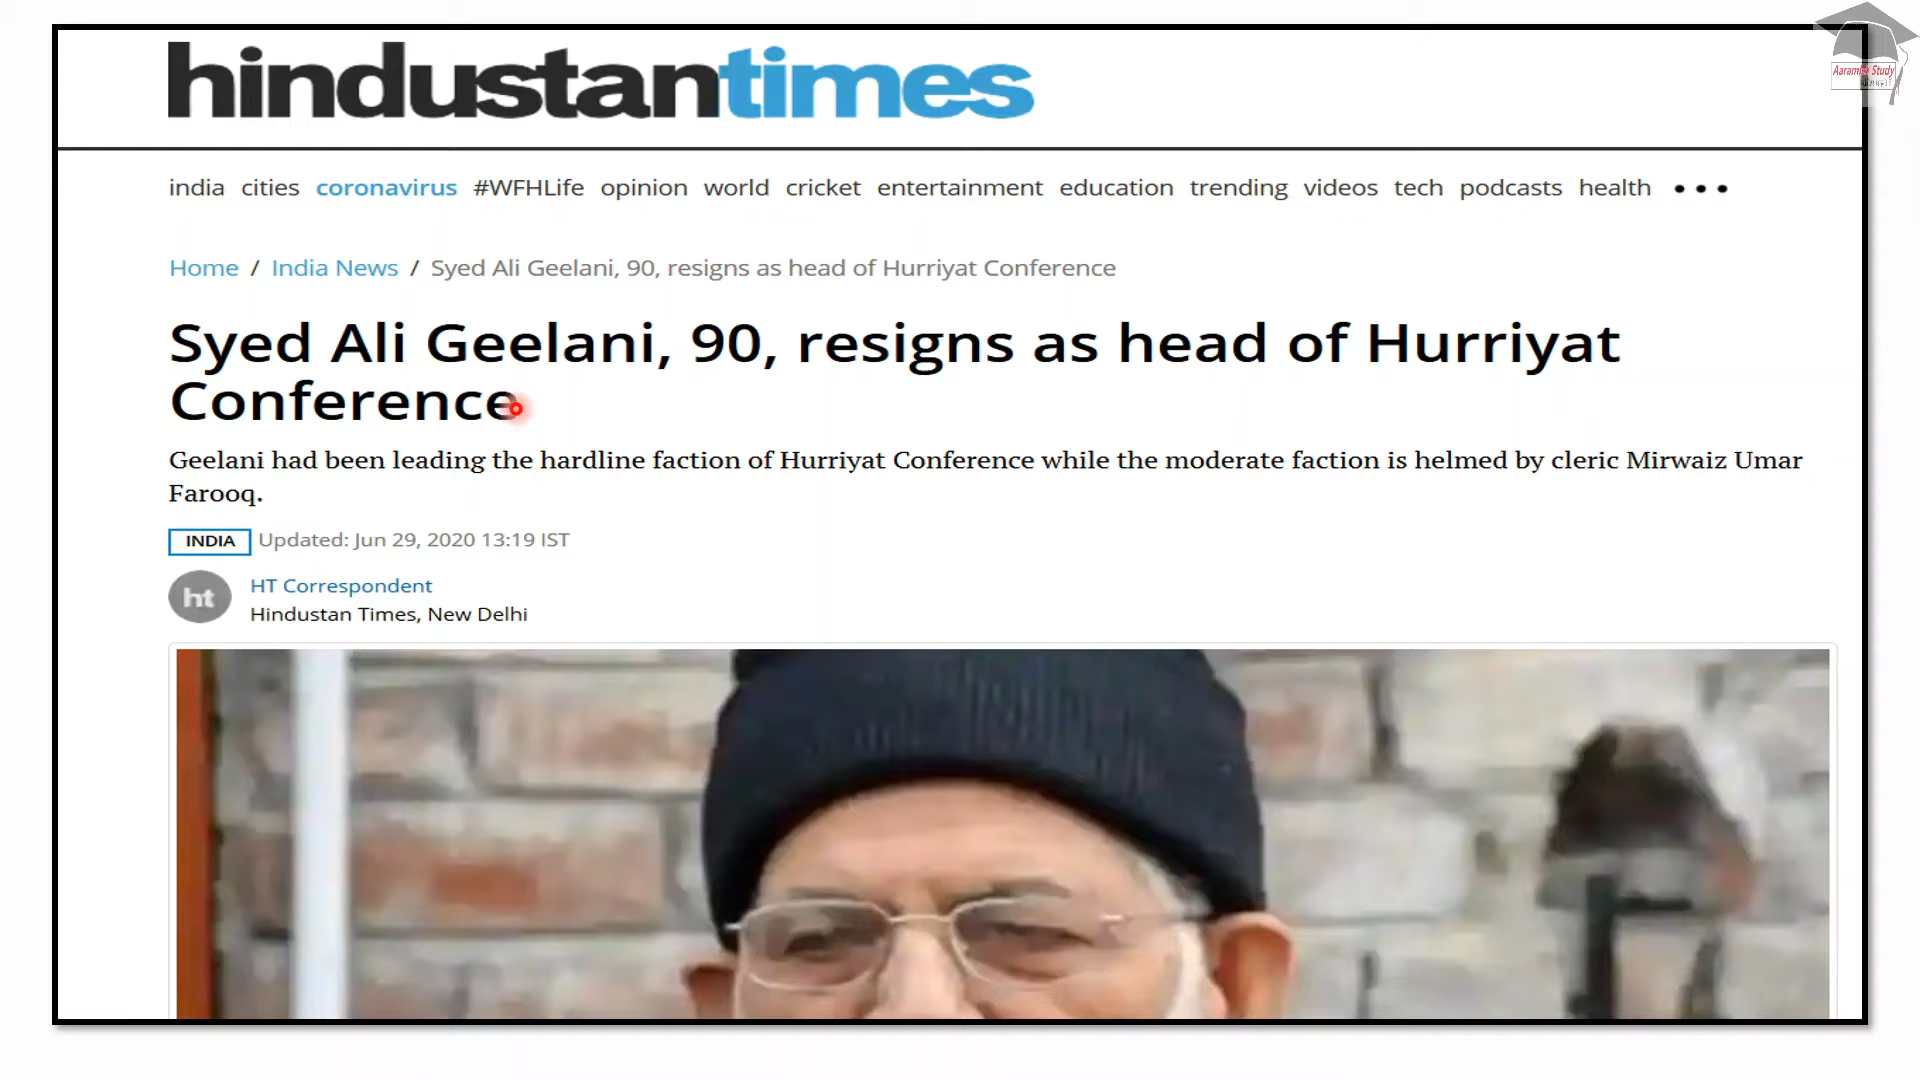 Aaramse Study
hindustantimes
india cities coronavirus #WFHLife opinion world cricket entertainment education trending videos tech podcasts health
Home / India News / Syed Ali Geelani, 90, resigns as head of Hurriyat Conference
Syed Ali Geelani, 90, resigns as head of Hurriyat
Conference
Geelani had been leading the hardline faction of Hurriyat Conference while the moderate faction is helmed by cleric Mirwaiz Umar
Farooq.
INDIA Updated: Jun 29, 2020 13:19 IST
ht HT Correspondent
Hindustan Times, New Delhi